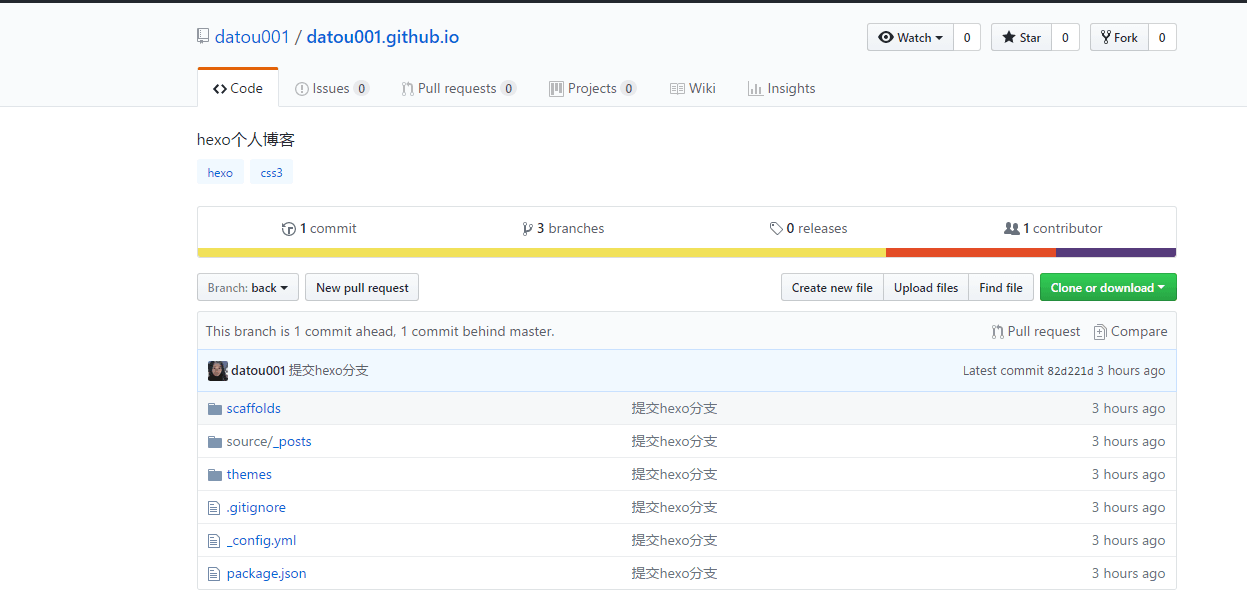 datou001 / datou001.github.io Watch 0 Star 0 Fork 0
Code Issues 0 Pull requests 0 Projects 0 Wiki Insights
hexo个人博客
hexo css3
1 commit 3 branches 0 releases 1 contributor
Branch: back New pull request Create new file Upload files Find file Clone or download
This branch is 1 commit ahead, 1 commit behind master. Pull request Compare
datou001 提交hexo分支 Latest commit 82d221d 3 hours ago
scaffolds 提交hexo分支 3 hours ago
source/_posts 提交hexo分支 3 hours ago
themes 提交hexo分支 3 hours ago
.gitignore 提交hexo分支 3 hours ago
_config.yml 提交hexo分支 3 hours ago
package.json 提交hexo分支 3 hours ago